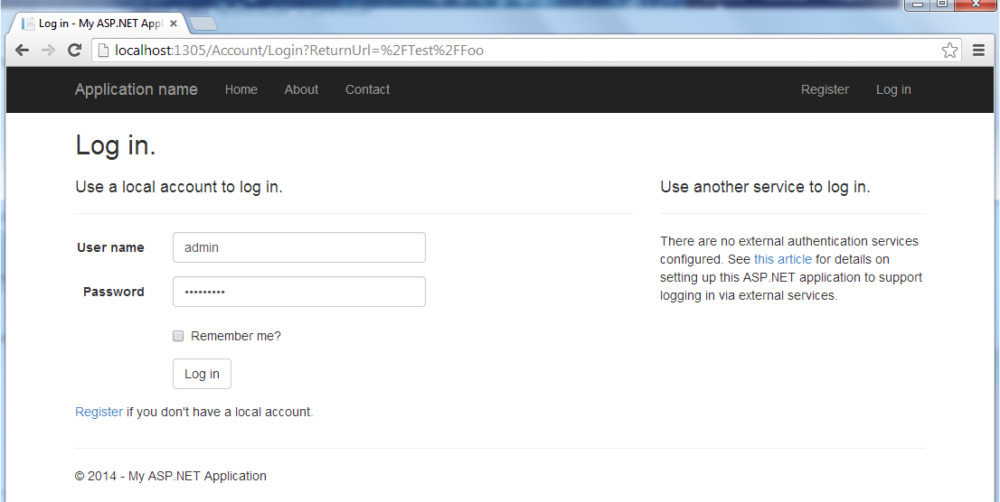 Log in - My ASP.NET Appl
localhost:1305/Account/Login?ReturnUrl=%2FTest%2FFoo
Application name Home About Contact Register Log in
Log in.
Use a local account to log in.
User name admin
Password •••••••••
Remember me?
Log in
Register if you don't have a local account.
Use another service to log in.
There are no external authentication services
configured. See this article for details on
setting up this ASP.NET application to support
logging in via external services.
© 2014 - My ASP.NET Application